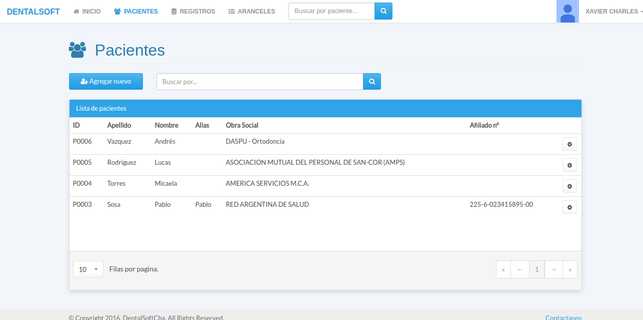 DENTALSOFT INICIO PACIENTES REGISTROS ARANCELES Buscar por paciente... XAVIER CHARLES
Pacientes
Agregar nuevo Buscar por...
Lista de pacientes
ID Apellido Nombre Alias Obra Social Afiliado nº
P0006 Vazquez Andrés DASPU - Ortodoncia
P0005 Rodriguez Lucas ASOCIACION MUTUAL DEL PERSONAL DE SAN-COR (AMPS)
P0004 Torres Micaela AMERICA SERVICIOS M.C.A.
P0003 Sosa Pablo Pablo RED ARGENTINA DE SALUD 225-6-023415895-00
10 Filas por pagina. « ← 1 → »
© Copyright 2016, DentalSoftCba, All Rights Reserved. Contactanos